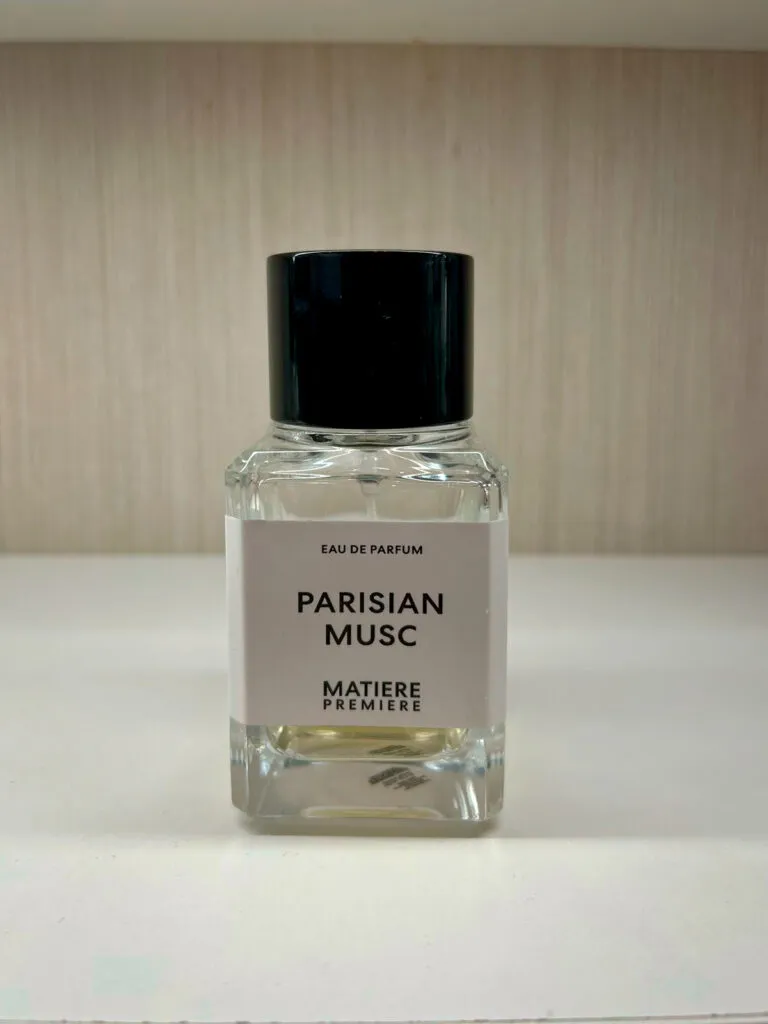 EAU DE PARFUM
PARISIAN
MUSC
MATIERE
PREMIERE